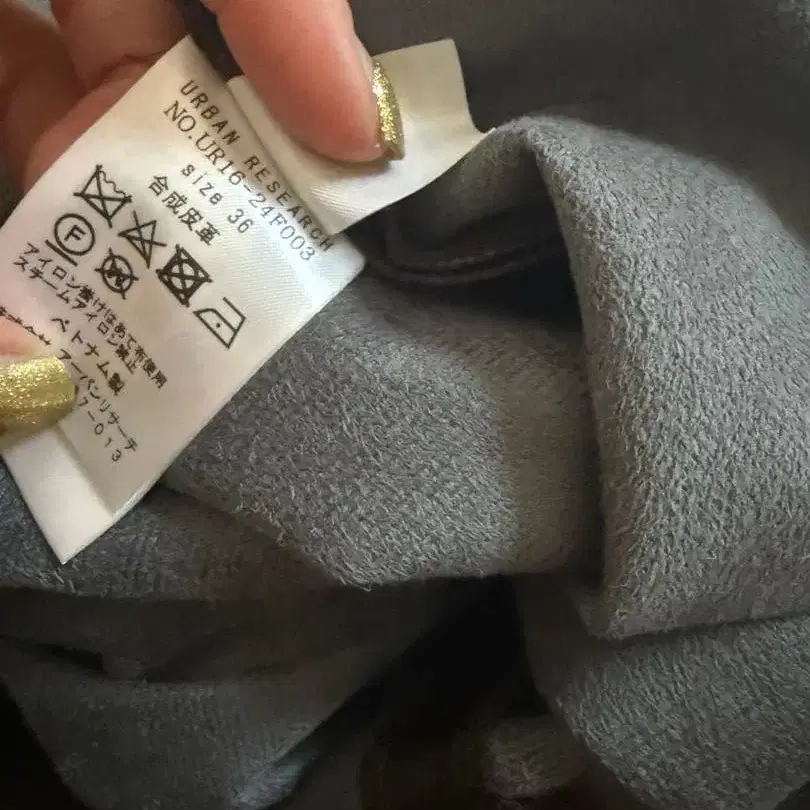 URBAN RESEARCH
NO.UR16-24F003
size 36
合成皮革
F
アイロン掛けはあて布使用
スチームアイロン禁止
ベトナム製
アーバンリサーチ
7-013